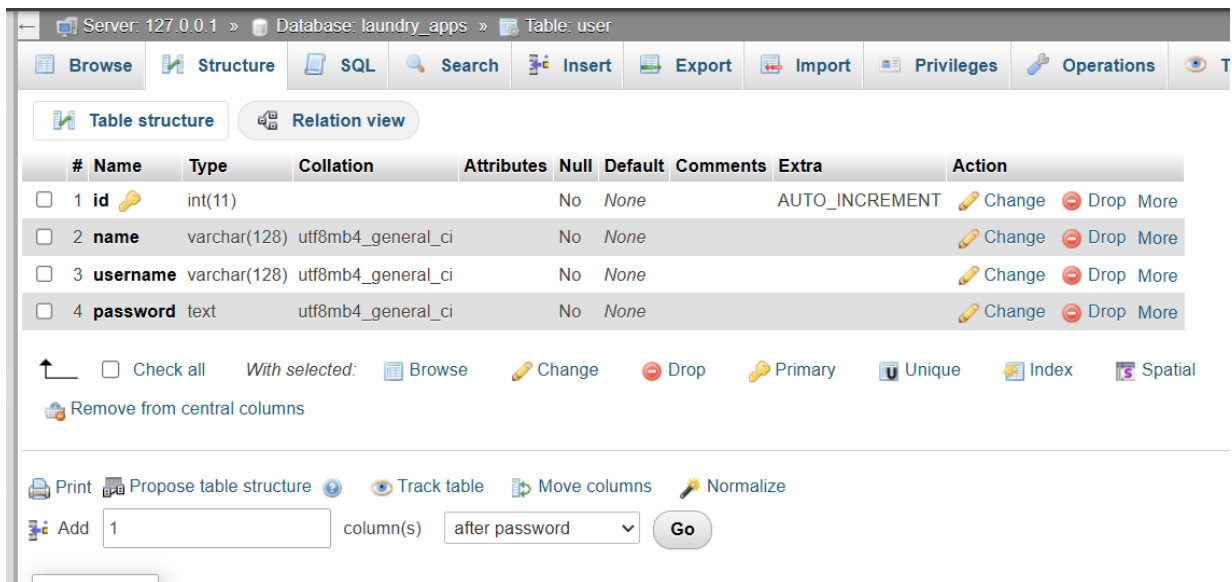 Server: 127.0.0.1 » Database: laundry_apps » Table: user
Browse Structure SQL Search Insert Export Import Privileges Operations T
Table structure Relation view
# Name Type Collation Attributes Null Default Comments Extra Action
1 id int(11) No None AUTO_INCREMENT Change Drop More
2 name varchar(128) utf8mb4_general_ci No None Change Drop More
3 username varchar(128) utf8mb4_general_ci No None Change Drop More
4 password text utf8mb4_general_ci No None Change Drop More
Check all With selected: Browse Change Drop Primary Unique Index Spatial
Remove from central columns
Print Propose table structure Track table Move columns Normalize
Add 1 column(s) after password Go